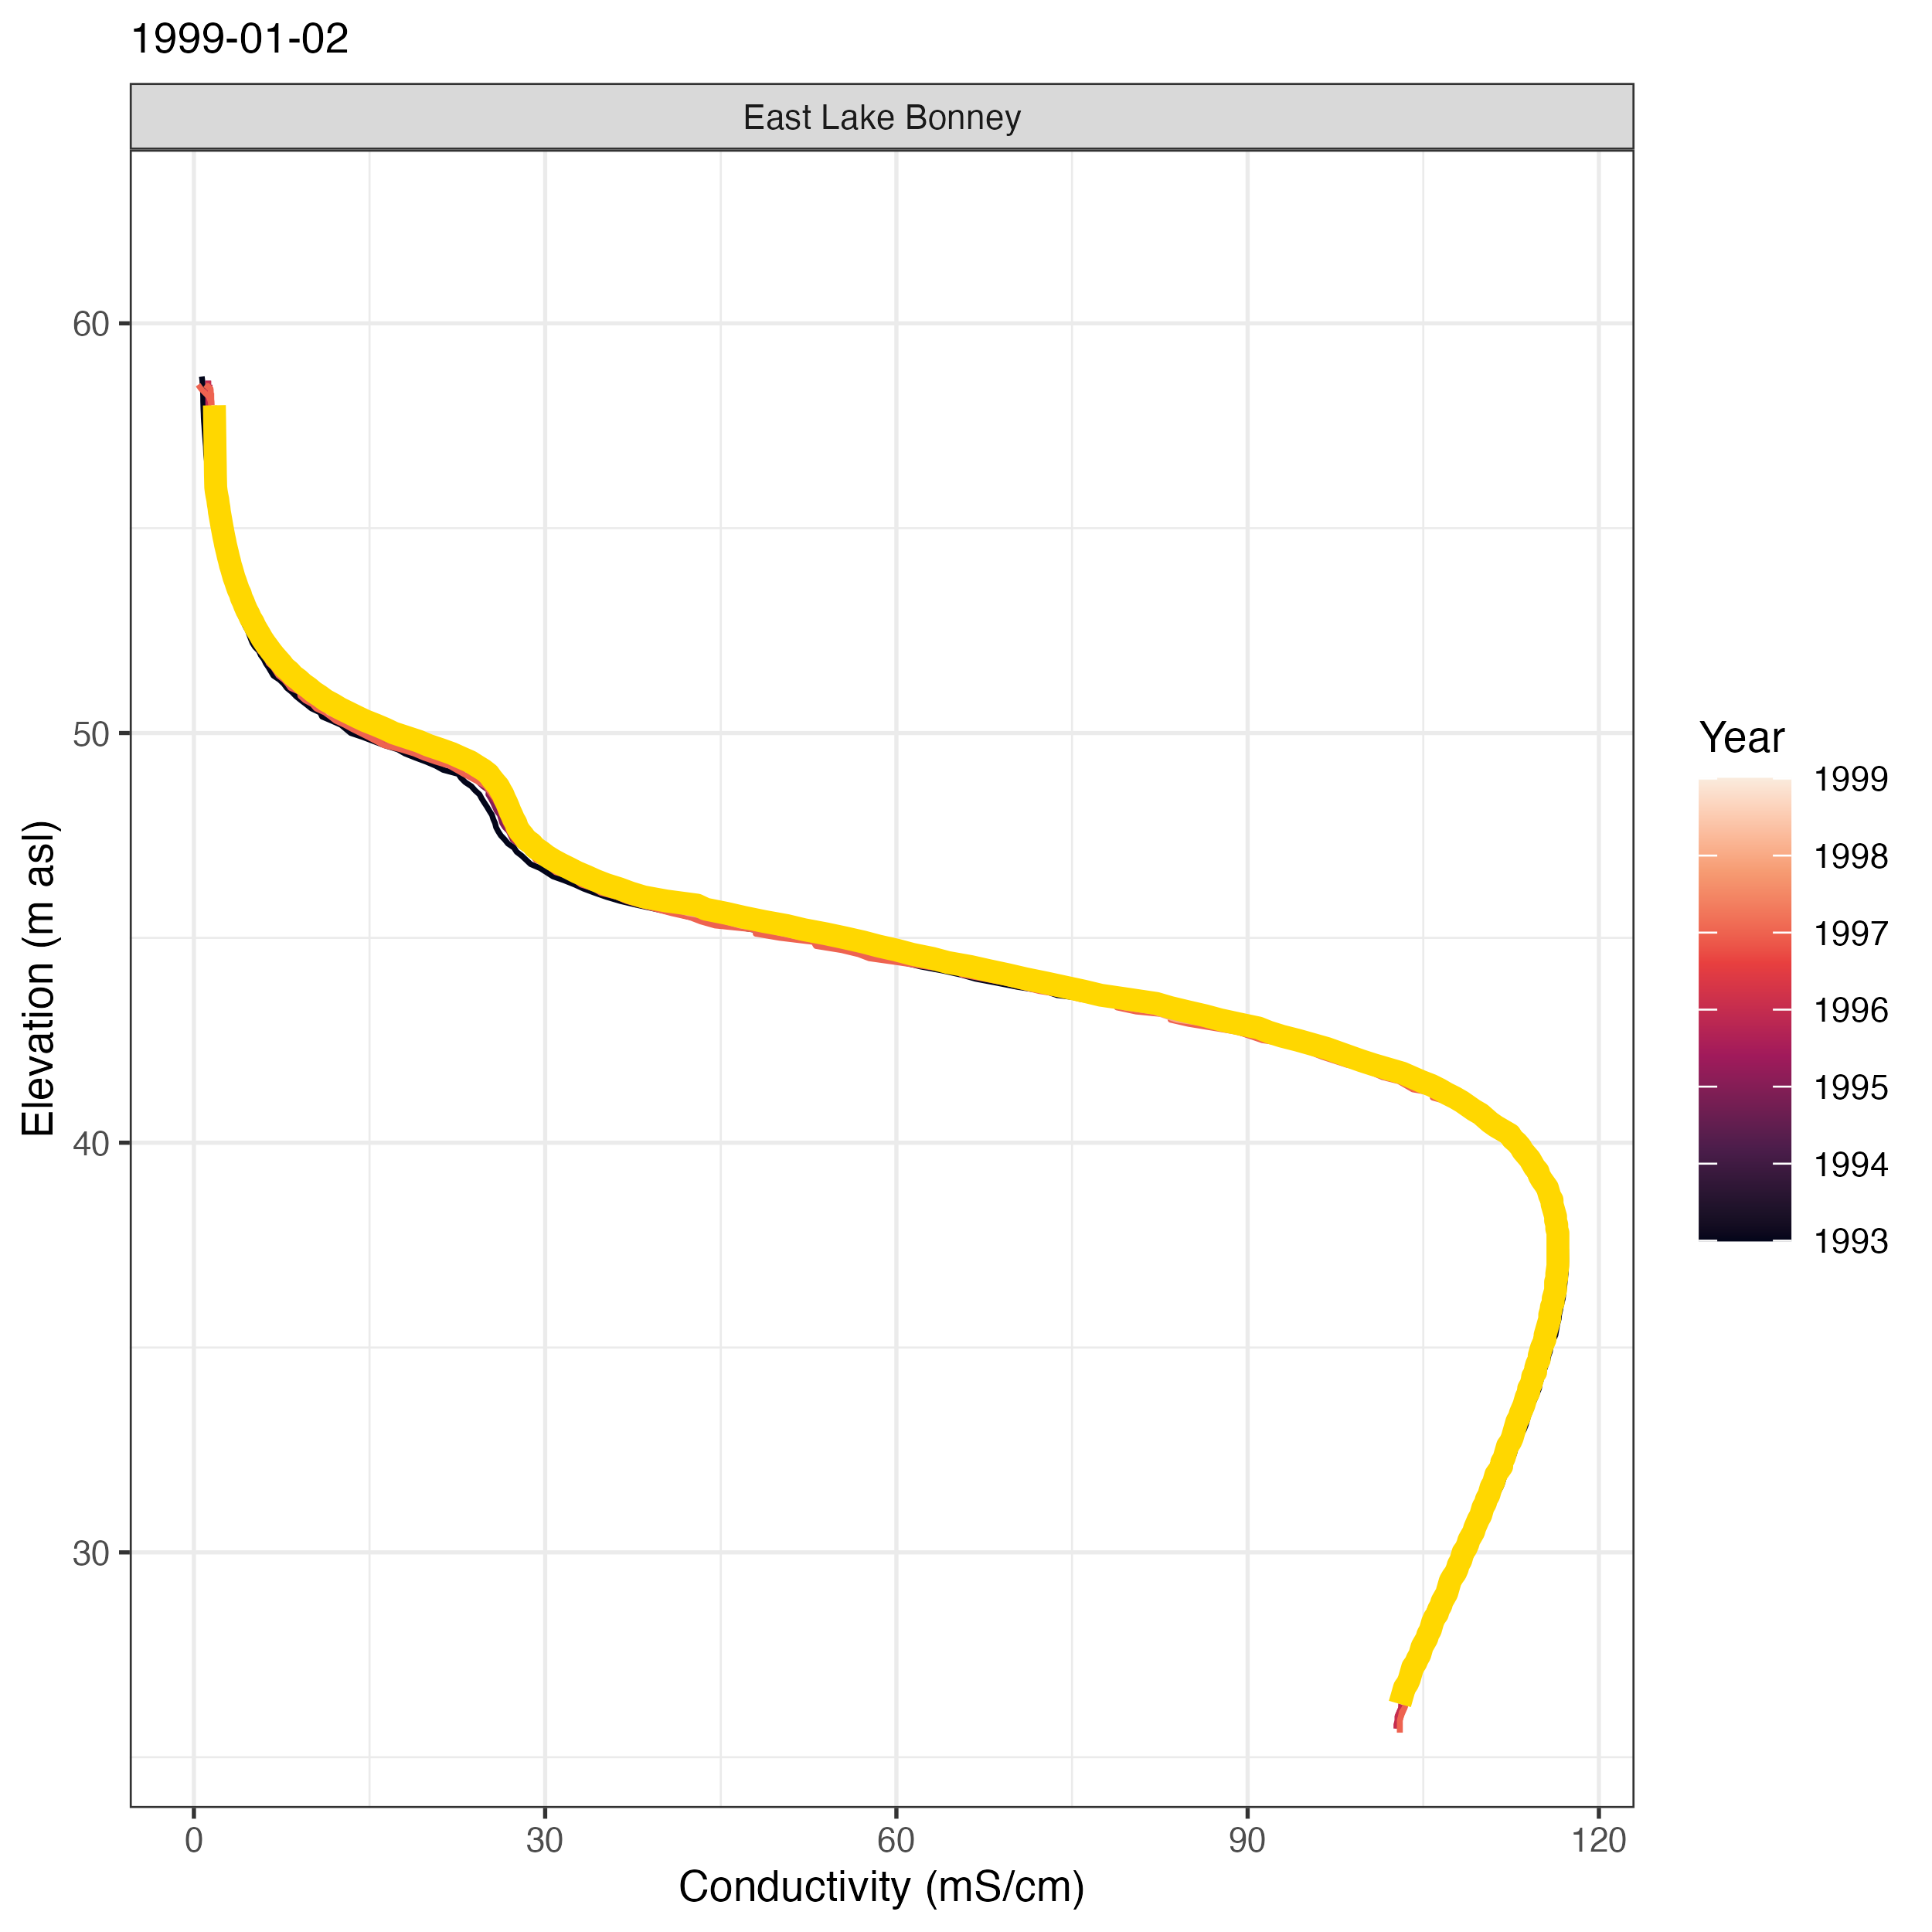 1999-01-02
East Lake Bonney
60
50
40
30
Elevation (m asl)
0 30 60 90 120
Conductivity (mS/cm)
Year
1999
1998
1997
1996
1995
1994
1993